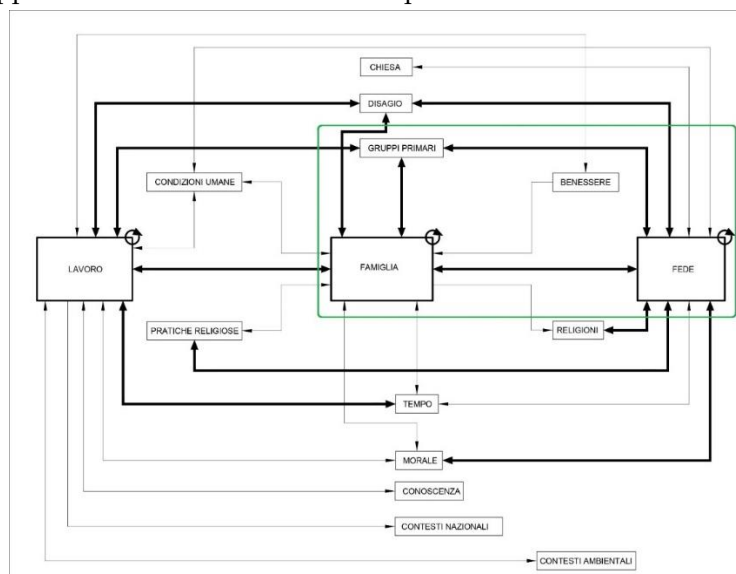 CHIESA
DISAGIO
GRUPPI PRIMARI
CONDIZIONI UMANE
BENESSERE
LAVORO
FAMIGLIA
FEDE
PRATICHE RELIGIOSE
RELIGIONI
TEMPO
MORALE
CONOSCENZA
CONTESTI NAZIONALI
CONTESTI AMBIENTALI